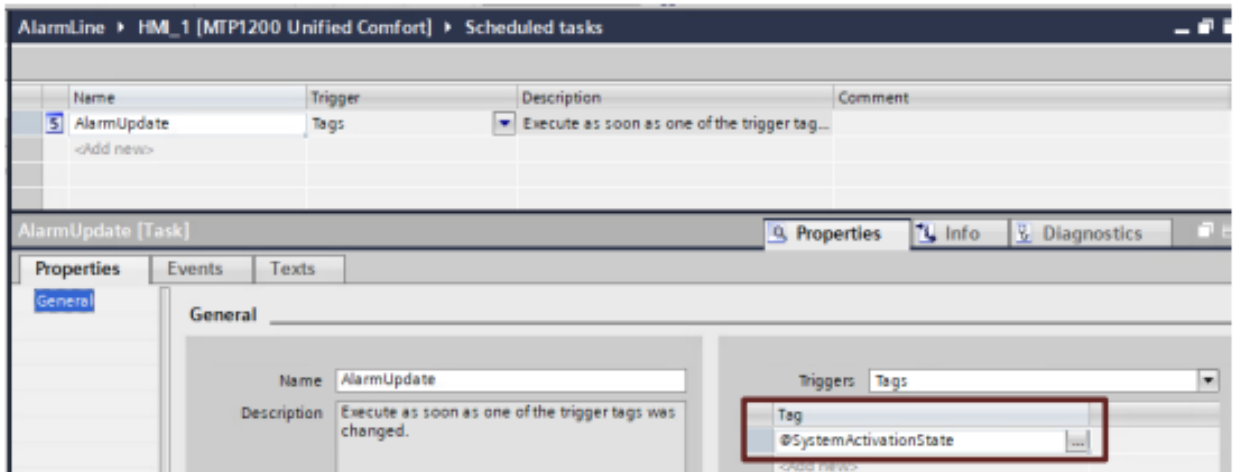 AlarmLine ▸ HMI_1 [MTP1200 Unified Comfort] ▸ Scheduled tasks
Name Trigger Description Comment
AlarmUpdate Tags Execute as soon as one of the trigger tag...
<Add new>
AlarmUpdate [Task] Properties Info Diagnostics
Properties Events Texts
General
General
Name AlarmUpdate Triggers Tags
Description Execute as soon as one of the trigger tags was
changed.
Tag
@SystemActivationState ...
<Add new>